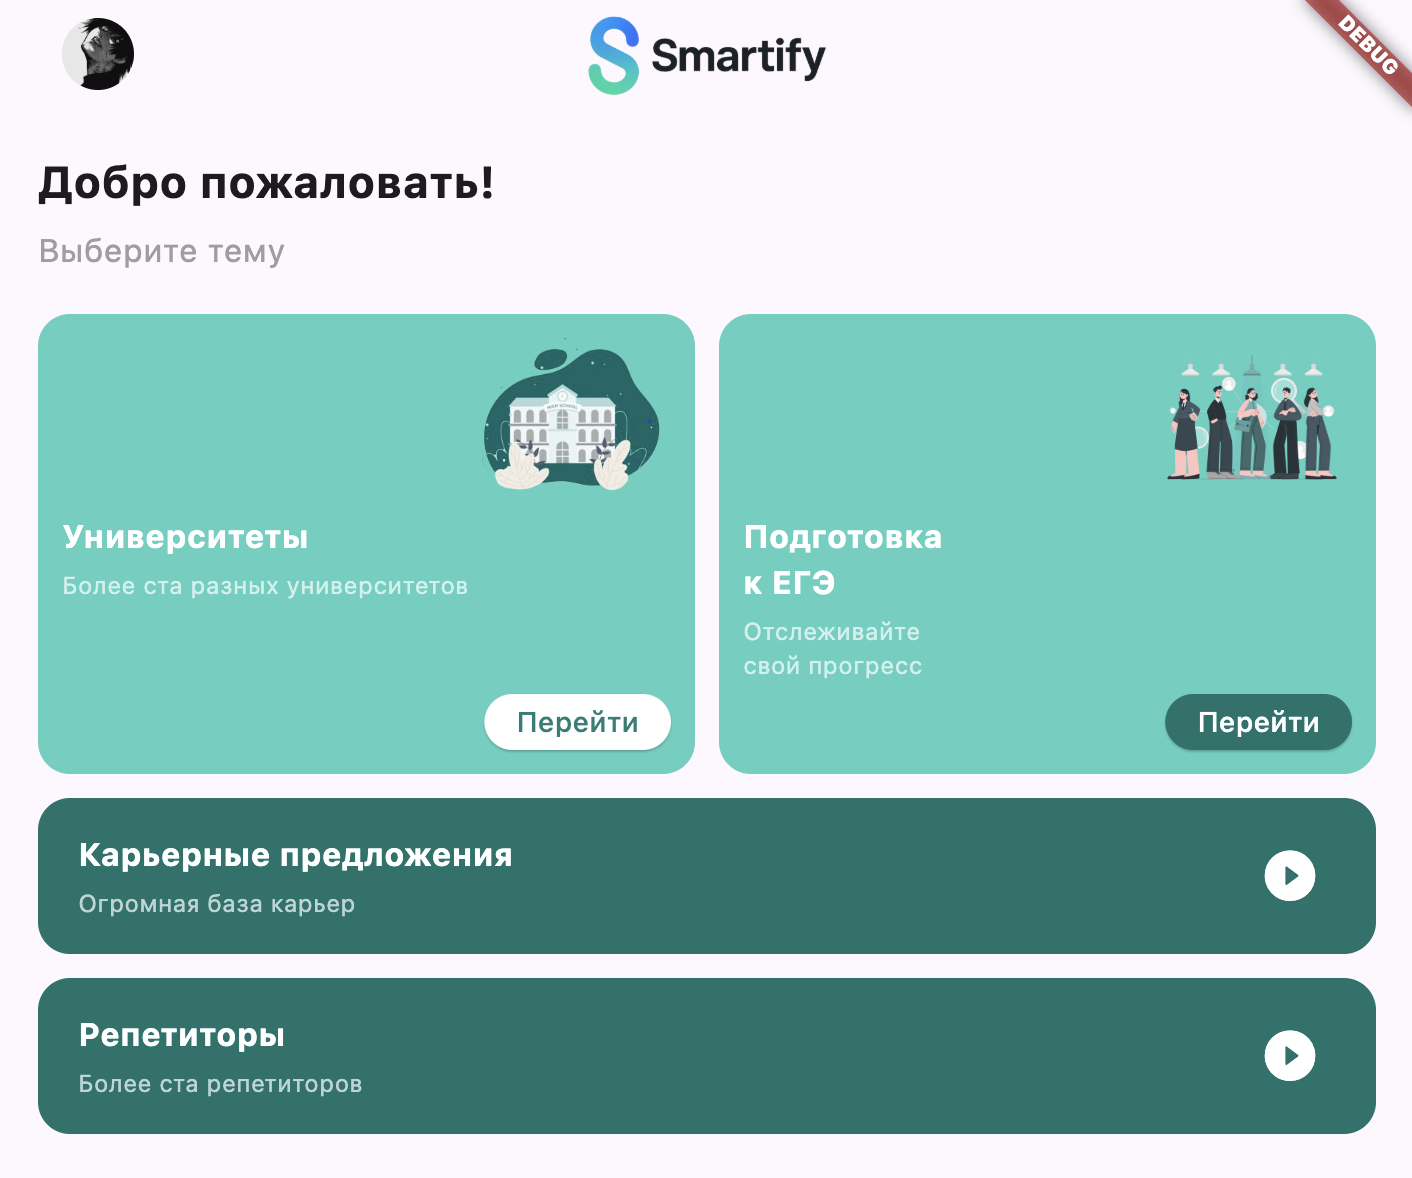 Smartify
DEBUG
Добро пожаловать!
Выберите тему
Университеты
Более ста разных университетов
Перейти
Подготовка
к ЕГЭ
Отслеживайте
свой прогресс
Перейти
Карьерные предложения
Огромная база карьер
Репетиторы
Более ста репетиторов